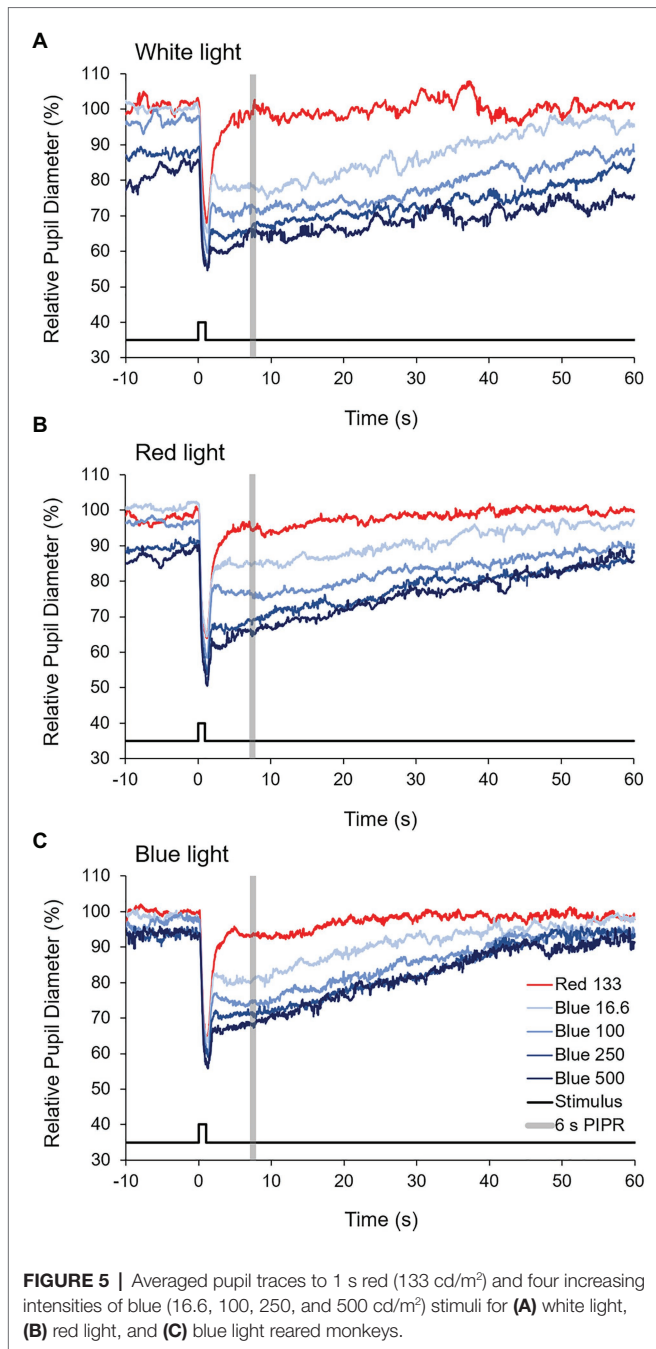 A
White light
Relative Pupil Diameter (%)
110
100
90
80
70
60
50
40
30
-10 0 10 20 30 40 50 60
Time (s)
B
Red light
Relative Pupil Diameter (%)
110
100
90
80
70
60
50
40
30
-10 0 10 20 30 40 50 60
Time (s)
C
Blue light
Relative Pupil Diameter (%)
110
100
90
80
70
60
50
40
30
Red 133
Blue 16.6
Blue 100
Blue 250
Blue 500
Stimulus
6 s PIPR
-10 0 10 20 30 40 50 60
Time (s)
FIGURE 5 | Averaged pupil traces to 1 s red (133 cd/m²) and four increasing
intensities of blue (16.6, 100, 250, and 500 cd/m²) stimuli for (A) white light,
(B) red light, and (C) blue light reared monkeys.